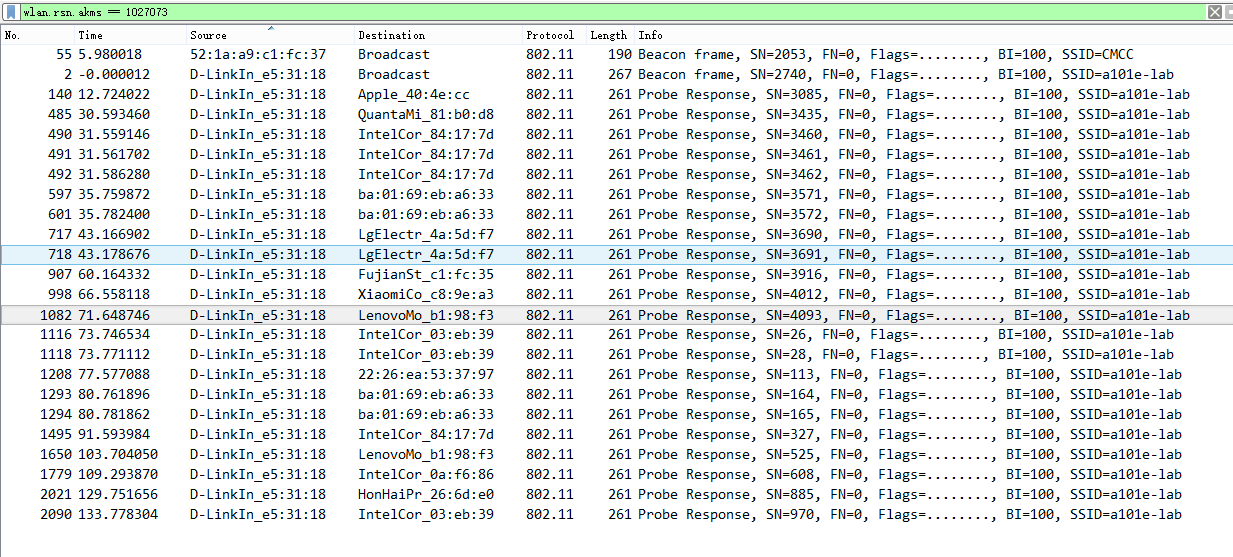 wlan.rsn.akms == 1027073
No. Time Source Destination Protocol Length Info
55 5.980018 52:1a:a9:c1:fc:37 Broadcast 802.11 190 Beacon frame, SN=2053, FN=0, Flags=........, BI=100, SSID=CMCC
2 -0.000012 D-LinkIn_e5:31:18 Broadcast 802.11 267 Beacon frame, SN=2740, FN=0, Flags=........, BI=100, SSID=a101e-lab
140 12.724022 D-LinkIn_e5:31:18 Apple_40:4e:cc 802.11 261 Probe Response, SN=3085, FN=0, Flags=........, BI=100, SSID=a101e-lab
485 30.593460 D-LinkIn_e5:31:18 QuantaMi_81:b0:d8 802.11 261 Probe Response, SN=3435, FN=0, Flags=........, BI=100, SSID=a101e-lab
490 31.559146 D-LinkIn_e5:31:18 IntelCor_84:17:7d 802.11 261 Probe Response, SN=3460, FN=0, Flags=........, BI=100, SSID=a101e-lab
491 31.561702 D-LinkIn_e5:31:18 IntelCor_84:17:7d 802.11 261 Probe Response, SN=3461, FN=0, Flags=........, BI=100, SSID=a101e-lab
492 31.586280 D-LinkIn_e5:31:18 IntelCor_84:17:7d 802.11 261 Probe Response, SN=3462, FN=0, Flags=........, BI=100, SSID=a101e-lab
597 35.759872 D-LinkIn_e5:31:18 ba:01:69:eb:a6:33 802.11 261 Probe Response, SN=3571, FN=0, Flags=........, BI=100, SSID=a101e-lab
601 35.782400 D-LinkIn_e5:31:18 ba:01:69:eb:a6:33 802.11 261 Probe Response, SN=3572, FN=0, Flags=........, BI=100, SSID=a101e-lab
717 43.166902 D-LinkIn_e5:31:18 LgElectr_4a:5d:f7 802.11 261 Probe Response, SN=3690, FN=0, Flags=........, BI=100, SSID=a101e-lab
718 43.178676 D-LinkIn_e5:31:18 LgElectr_4a:5d:f7 802.11 261 Probe Response, SN=3691, FN=0, Flags=........, BI=100, SSID=a101e-lab
907 60.164332 D-LinkIn_e5:31:18 FujianSt_c1:fc:35 802.11 261 Probe Response, SN=3916, FN=0, Flags=........, BI=100, SSID=a101e-lab
998 66.558118 D-LinkIn_e5:31:18 XiaomiCo_c8:9e:a3 802.11 261 Probe Response, SN=4012, FN=0, Flags=........, BI=100, SSID=a101e-lab
1082 71.648746 D-LinkIn_e5:31:18 LenovoMo_b1:98:f3 802.11 261 Probe Response, SN=4093, FN=0, Flags=........, BI=100, SSID=a101e-lab
1116 73.746534 D-LinkIn_e5:31:18 IntelCor_03:eb:39 802.11 261 Probe Response, SN=26, FN=0, Flags=........, BI=100, SSID=a101e-lab
1118 73.771112 D-LinkIn_e5:31:18 IntelCor_03:eb:39 802.11 261 Probe Response, SN=28, FN=0, Flags=........, BI=100, SSID=a101e-lab
1208 77.577088 D-LinkIn_e5:31:18 22:26:ea:53:37:97 802.11 261 Probe Response, SN=113, FN=0, Flags=........, BI=100, SSID=a101e-lab
1293 80.761896 D-LinkIn_e5:31:18 ba:01:69:eb:a6:33 802.11 261 Probe Response, SN=164, FN=0, Flags=........, BI=100, SSID=a101e-lab
1294 80.781862 D-LinkIn_e5:31:18 ba:01:69:eb:a6:33 802.11 261 Probe Response, SN=165, FN=0, Flags=........, BI=100, SSID=a101e-lab
1495 91.593984 D-LinkIn_e5:31:18 IntelCor_84:17:7d 802.11 261 Probe Response, SN=327, FN=0, Flags=........, BI=100, SSID=a101e-lab
1650 103.704050 D-LinkIn_e5:31:18 LenovoMo_b1:98:f3 802.11 261 Probe Response, SN=525, FN=0, Flags=........, BI=100, SSID=a101e-lab
1779 109.293870 D-LinkIn_e5:31:18 IntelCor_0a:f6:86 802.11 261 Probe Response, SN=608, FN=0, Flags=........, BI=100, SSID=a101e-lab
2021 129.751656 D-LinkIn_e5:31:18 HonHaiPr_26:6d:e0 802.11 261 Probe Response, SN=885, FN=0, Flags=........, BI=100, SSID=a101e-lab
2090 133.778304 D-LinkIn_e5:31:18 IntelCor_03:eb:39 802.11 261 Probe Response, SN=970, FN=0, Flags=........, BI=100, SSID=a101e-lab